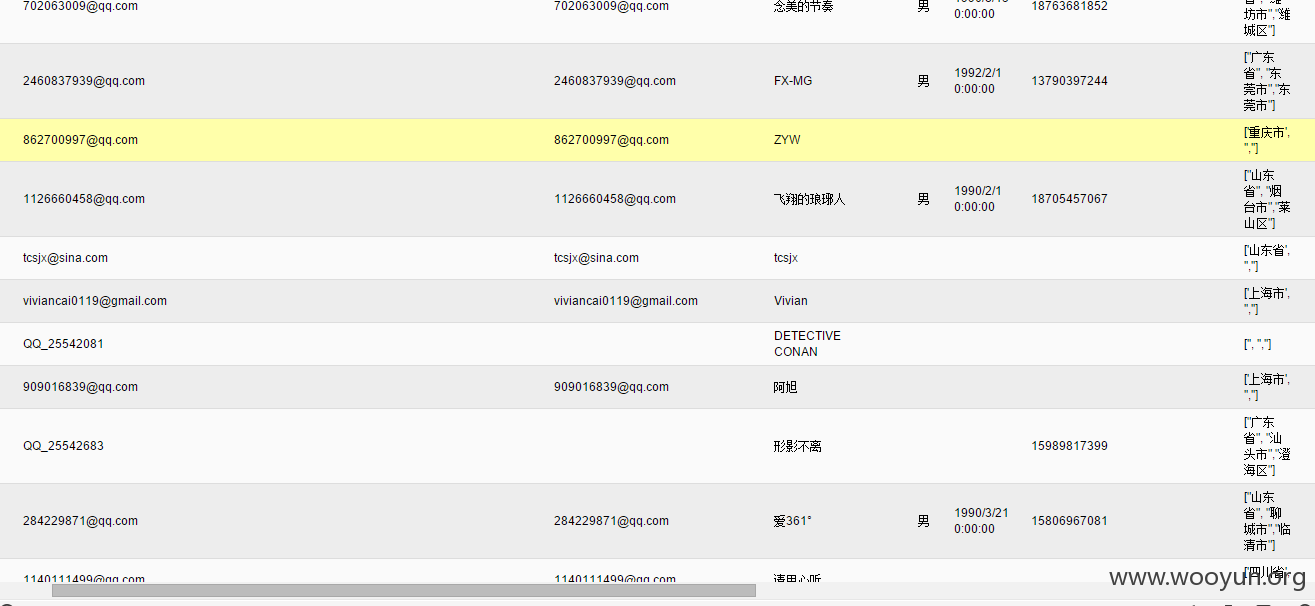 702063009@qq.com 702063009@qq.com 念美的节奏 男 0:00:00 18763681852
坊市","潍
城区"]
2460837939@qq.com 2460837939@qq.com FX-MG 男 1992/2/1 0:00:00 13790397244 ["广东
省", "东
莞市","东
莞市"]
862700997@qq.com 862700997@qq.com ZYW ['重庆市',
'',"]
1126660458@qq.com 1126660458@qq.com 飞翔的琅琊人 男 1990/2/1 0:00:00 18705457067 ["山东
省", "烟
台市","莱
山区"]
tcsjx@sina.com tcsjx@sina.com tcsjx ['山东省',
'',"]
viviancai0119@gmail.com viviancai0119@gmail.com Vivian ['上海市',
'',"]
QQ_25542081 DETECTIVE CONAN ['', '',"]
909016839@qq.com 909016839@qq.com 阿旭 ['上海市',
'',"]
QQ_25542683 形影不离 15989817399 ["广东
省", "汕
头市","澄
海区"]
284229871@qq.com 284229871@qq.com 爱361° 男 1990/3/21 0:00:00 15806967081 ["山东
省", "聊
城市","临
清市"]
1140111499@qq.com 1140111499@qq.com 请用心听 ['四川省',
www.wooyun.org